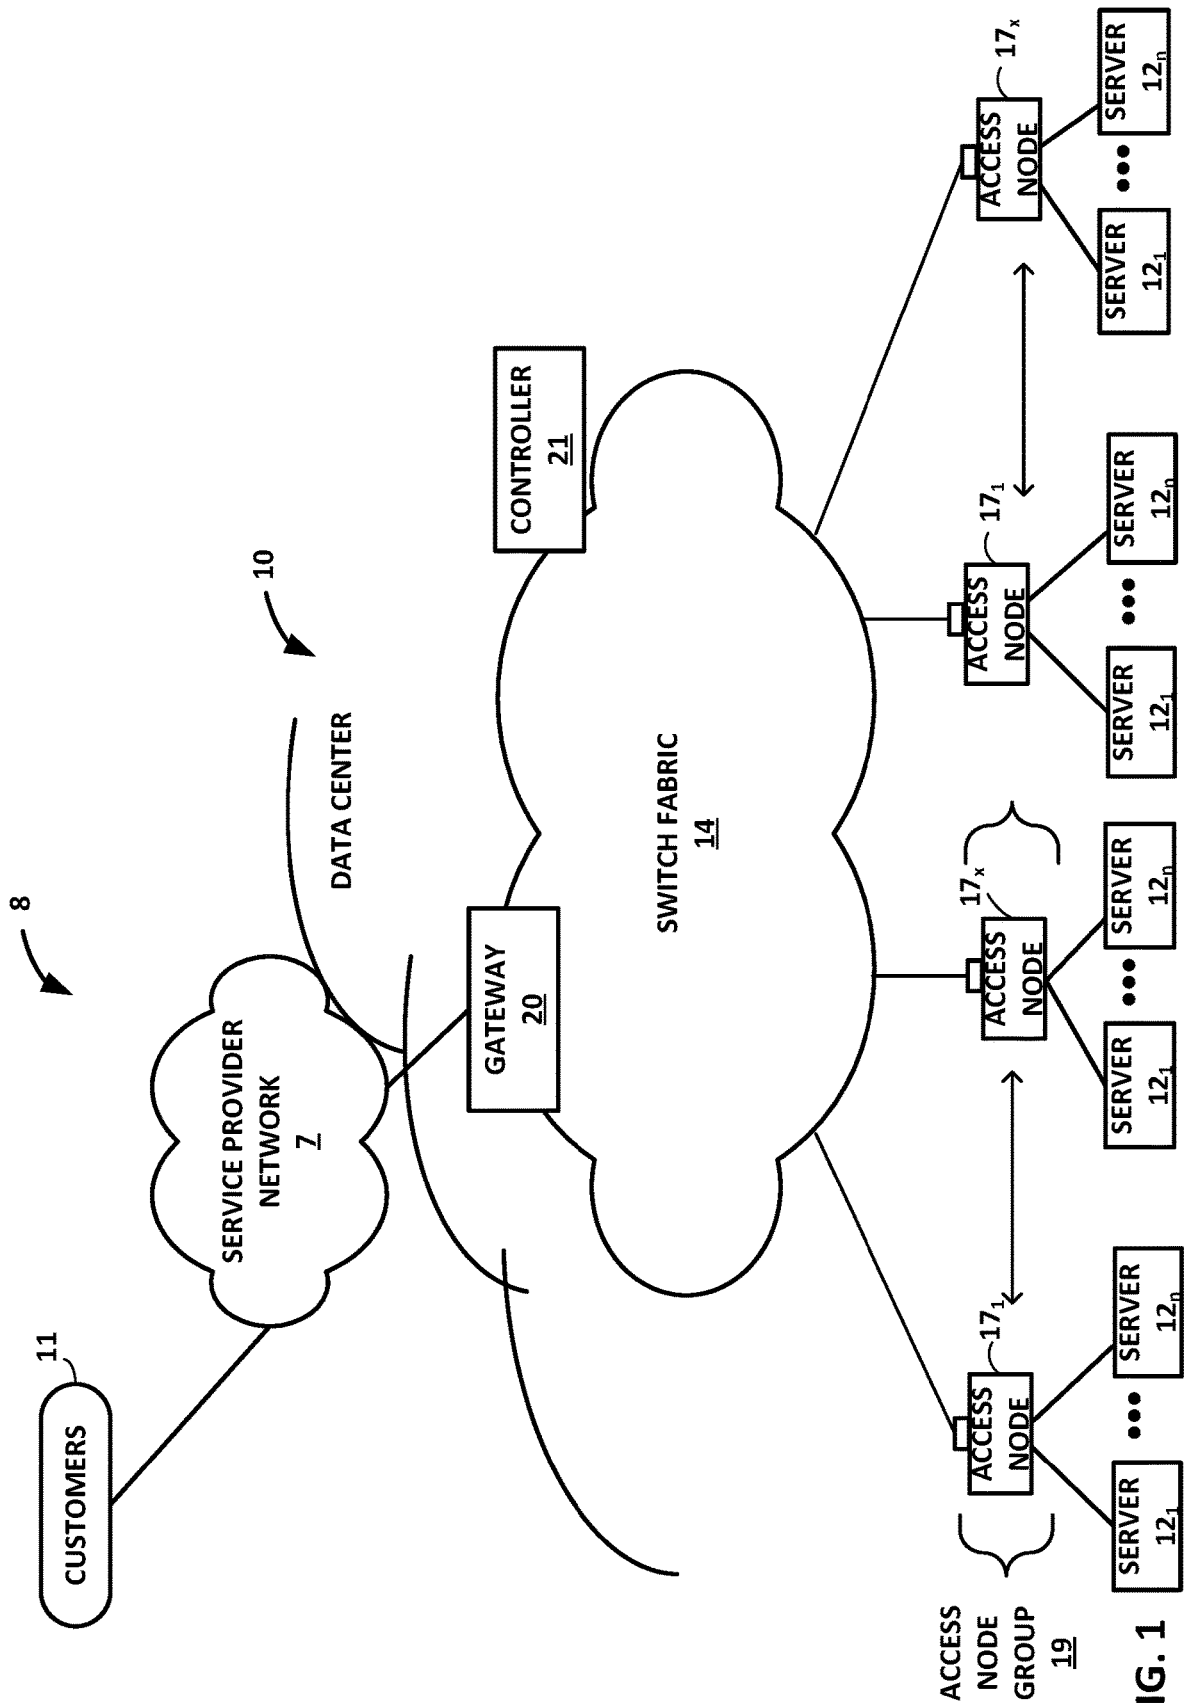 8
CUSTOMERS
11
SERVICE PROVIDER
NETWORK
7
10
DATA CENTER
GATEWAY
20
CONTROLLER
21
SWITCH FABRIC
14
ACCESS
NODE
GROUP
19
ACCESS
NODE
17₁
ACCESS
NODE
17ₓ
ACCESS
NODE
17₁
ACCESS
NODE
17ₓ
SERVER
12₁
•••
SERVER
12ₙ
SERVER
12₁
•••
SERVER
12ₙ
SERVER
12₁
•••
SERVER
12ₙ
SERVER
12₁
•••
SERVER
12ₙ
IG. 1